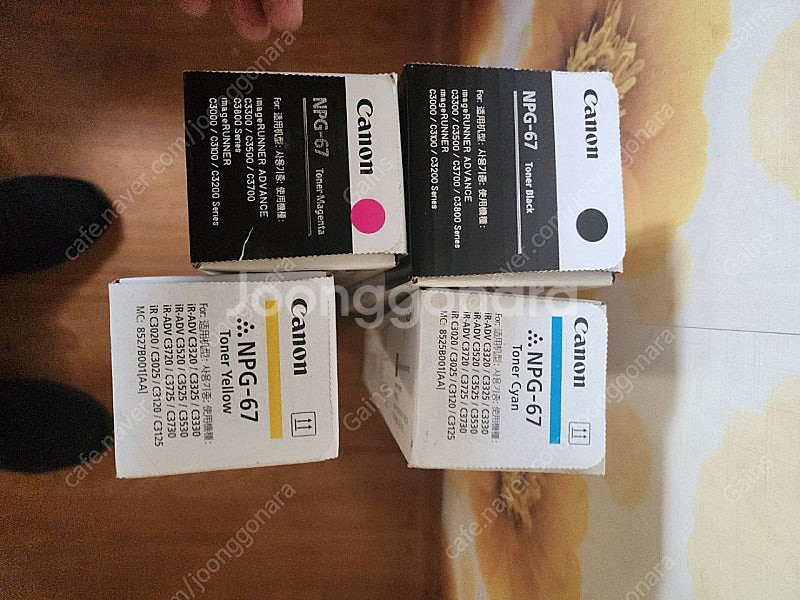 Canon
NPG-67 Toner Magenta
For: 适用机型: 사용기종: 使用機種:
imageRUNNER ADVANCE
C3300 / C3500 / C3700
C3800 Series
imageRUNNER
C3000 / C3100 / C3200 Series
Canon
NPG-67 Toner Black
For: 适用机型: 사용기종: 使用機種:
imageRUNNER ADVANCE
C3300 / C3500 / C3700 / C3800 Series
imageRUNNER
C3000 / C3100 / C3200 Series
Canon
NPG-67
Toner Yellow
For: 适用机型: 사용기종: 使用機種:
iR-ADV C3320 / C3325 / C3330
iR-ADV C3520 / C3525 / C3530
iR-ADV C3720 / C3725 / C3730
iR C3020 / C3025 / C3120 / C3125
MC: 8527B001[AA]
Canon
NPG-67
Toner Cyan
For: 适用机型: 사용기종: 使用機種:
iR-ADV C3320 / C3325 / C3330
iR-ADV C3520 / C3525 / C3530
iR-ADV C3720 / C3725 / C3730
iR C3020 / C3025 / C3120 / C3125
MC: 8525B001[AA]
Joonggonara
cafe.naver.com/joonggonara
Gains